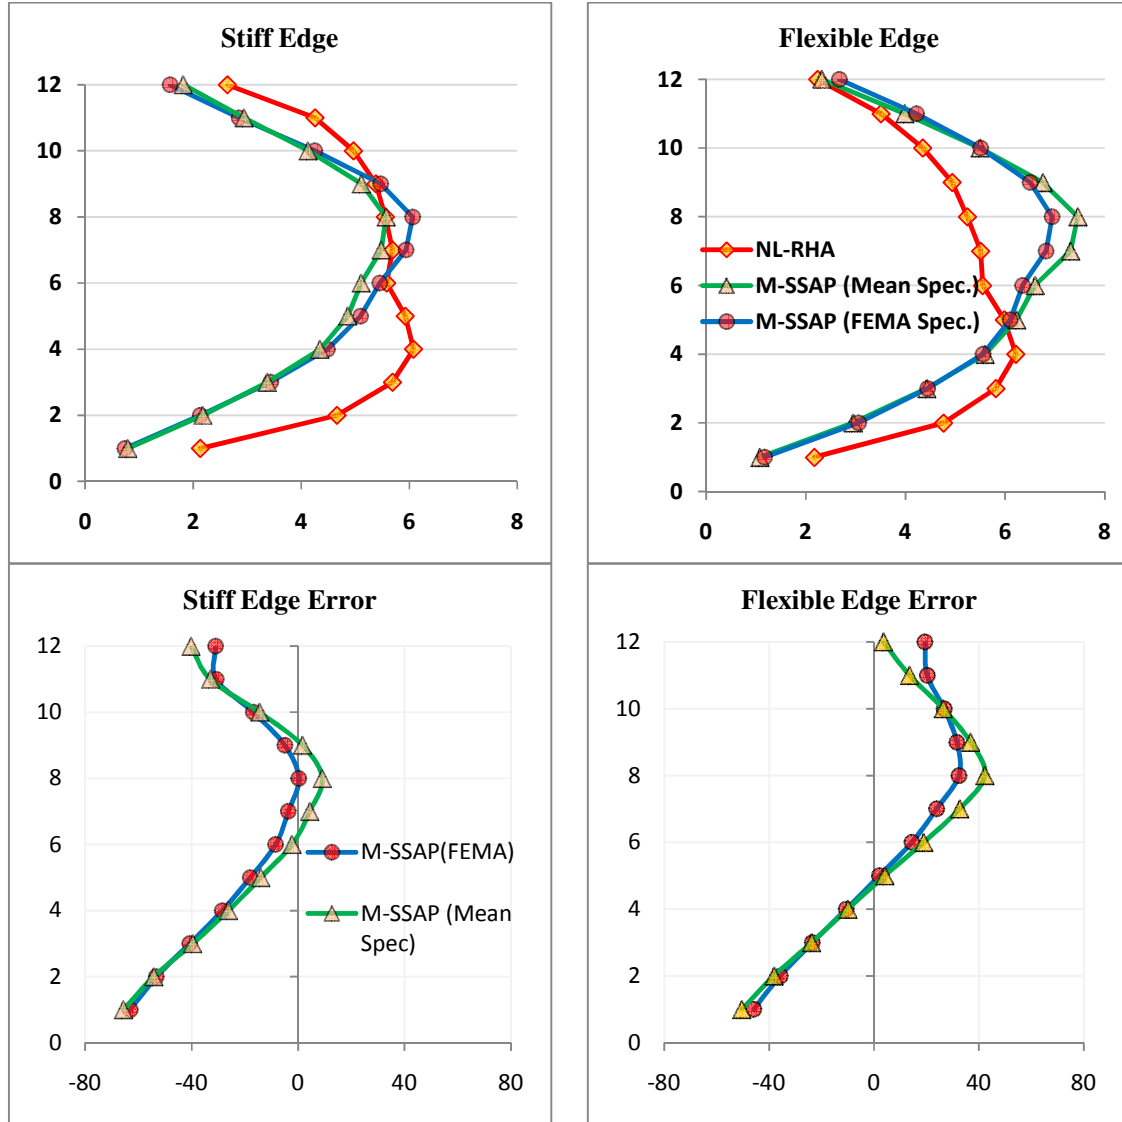 Stiff Edge
12
10
8
6
4
2
0
0 2 4 6 8
Flexible Edge
12
10
8
6
4
2
0
0 2 4 6 8
NL-RHA
M-SSAP (Mean Spec.)
M-SSAP (FEMA Spec.)
Stiff Edge Error
12
10
8
6
4
2
0
-80 -40 0 40 80
M-SSAP(FEMA)
M-SSAP (Mean
Spec)
Flexible Edge Error
12
10
8
6
4
2
0
-80 -40 0 40 80